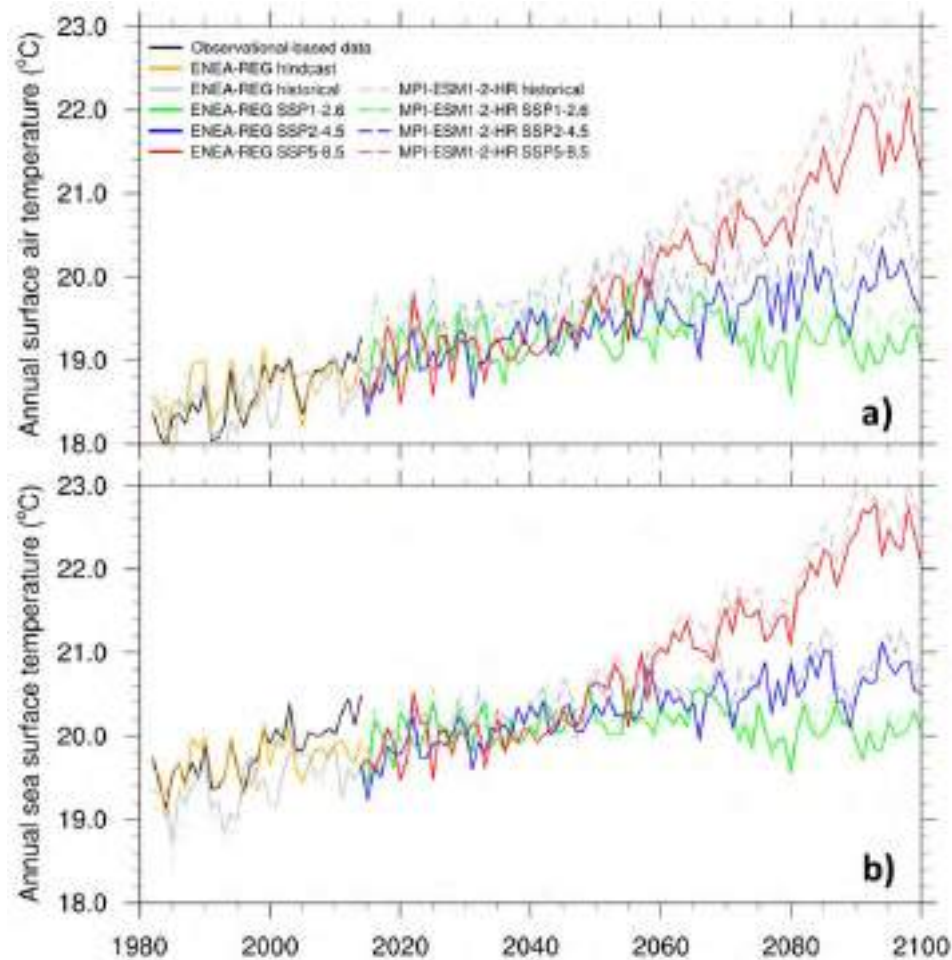 23.0
22.0
21.0
20.0
19.0
18.0
Annual surface air temperature (°C)
Observational-based data
ENEA-REG hindcast
ENEA-REG historical
ENEA-REG SSP1-2.6
ENEA-REG SSP2-4.5
ENEA-REG SSP5-8.5
MPI-ESM1-2-HR historical
MPI-ESM1-2-HR SSP1-2.6
MPI-ESM1-2-HR SSP2-4.5
MPI-ESM1-2-HR SSP5-8.5
a)
23.0
22.0
21.0
20.0
19.0
18.0
Annual sea surface temperature (°C)
b)
1980 2000 2020 2040 2060 2080 2100